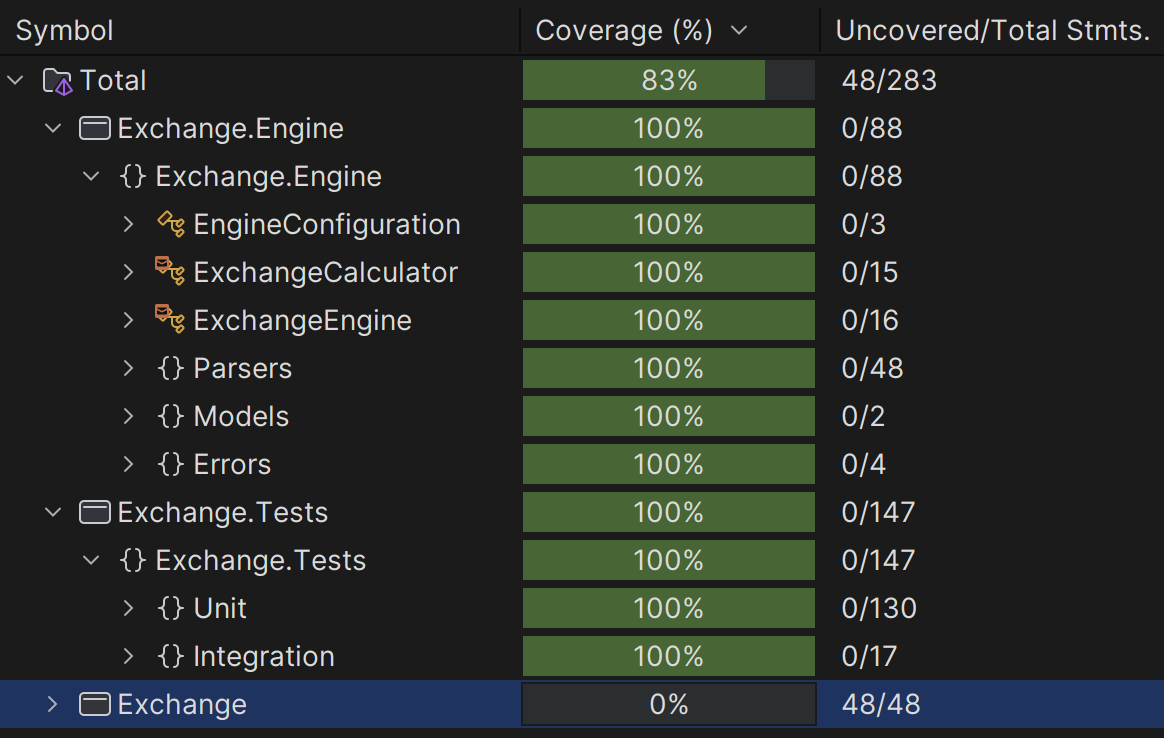 Symbol Coverage (%) Uncovered/Total Stmts.
Total 83% 48/283
Exchange.Engine 100% 0/88
{} Exchange.Engine 100% 0/88
EngineConfiguration 100% 0/3
ExchangeCalculator 100% 0/15
ExchangeEngine 100% 0/16
{} Parsers 100% 0/48
{} Models 100% 0/2
{} Errors 100% 0/4
Exchange.Tests 100% 0/147
{} Exchange.Tests 100% 0/147
{} Unit 100% 0/130
{} Integration 100% 0/17
Exchange 0% 48/48